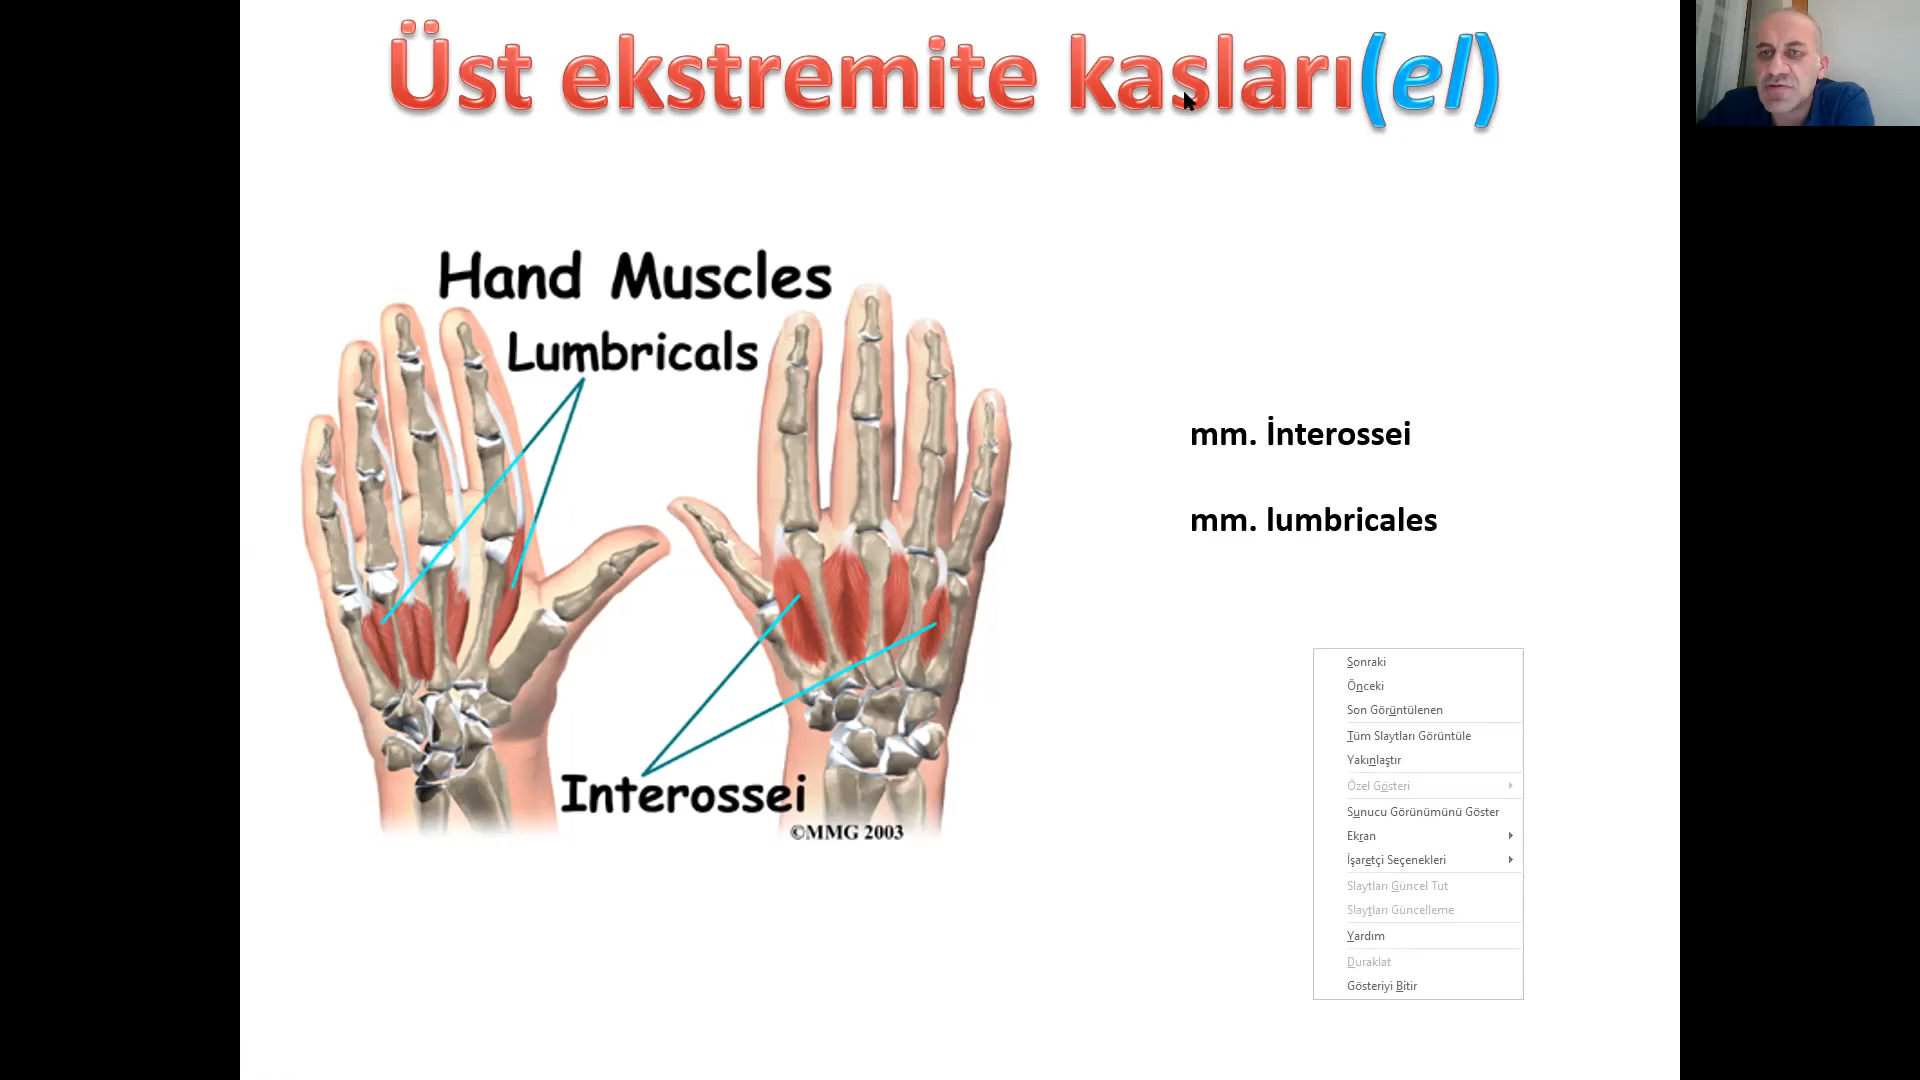 Üst ekstremite kasları(el)
Hand Muscles
Lumbricals
Interossei
©MMG 2003
mm. İnterossei
mm. lumbricales
Sonraki
Önceki
Son Görüntülenen
Tüm Slaytları Görüntüle
Yakınlaştır
Özel Gösteri
Sunucu Görünümünü Göster
Ekran
İşaretçi Seçenekleri
Slaytları Güncel Tut
Slaytları Güncelleme
Yardım
Duraklat
Gösteriyi Bitir